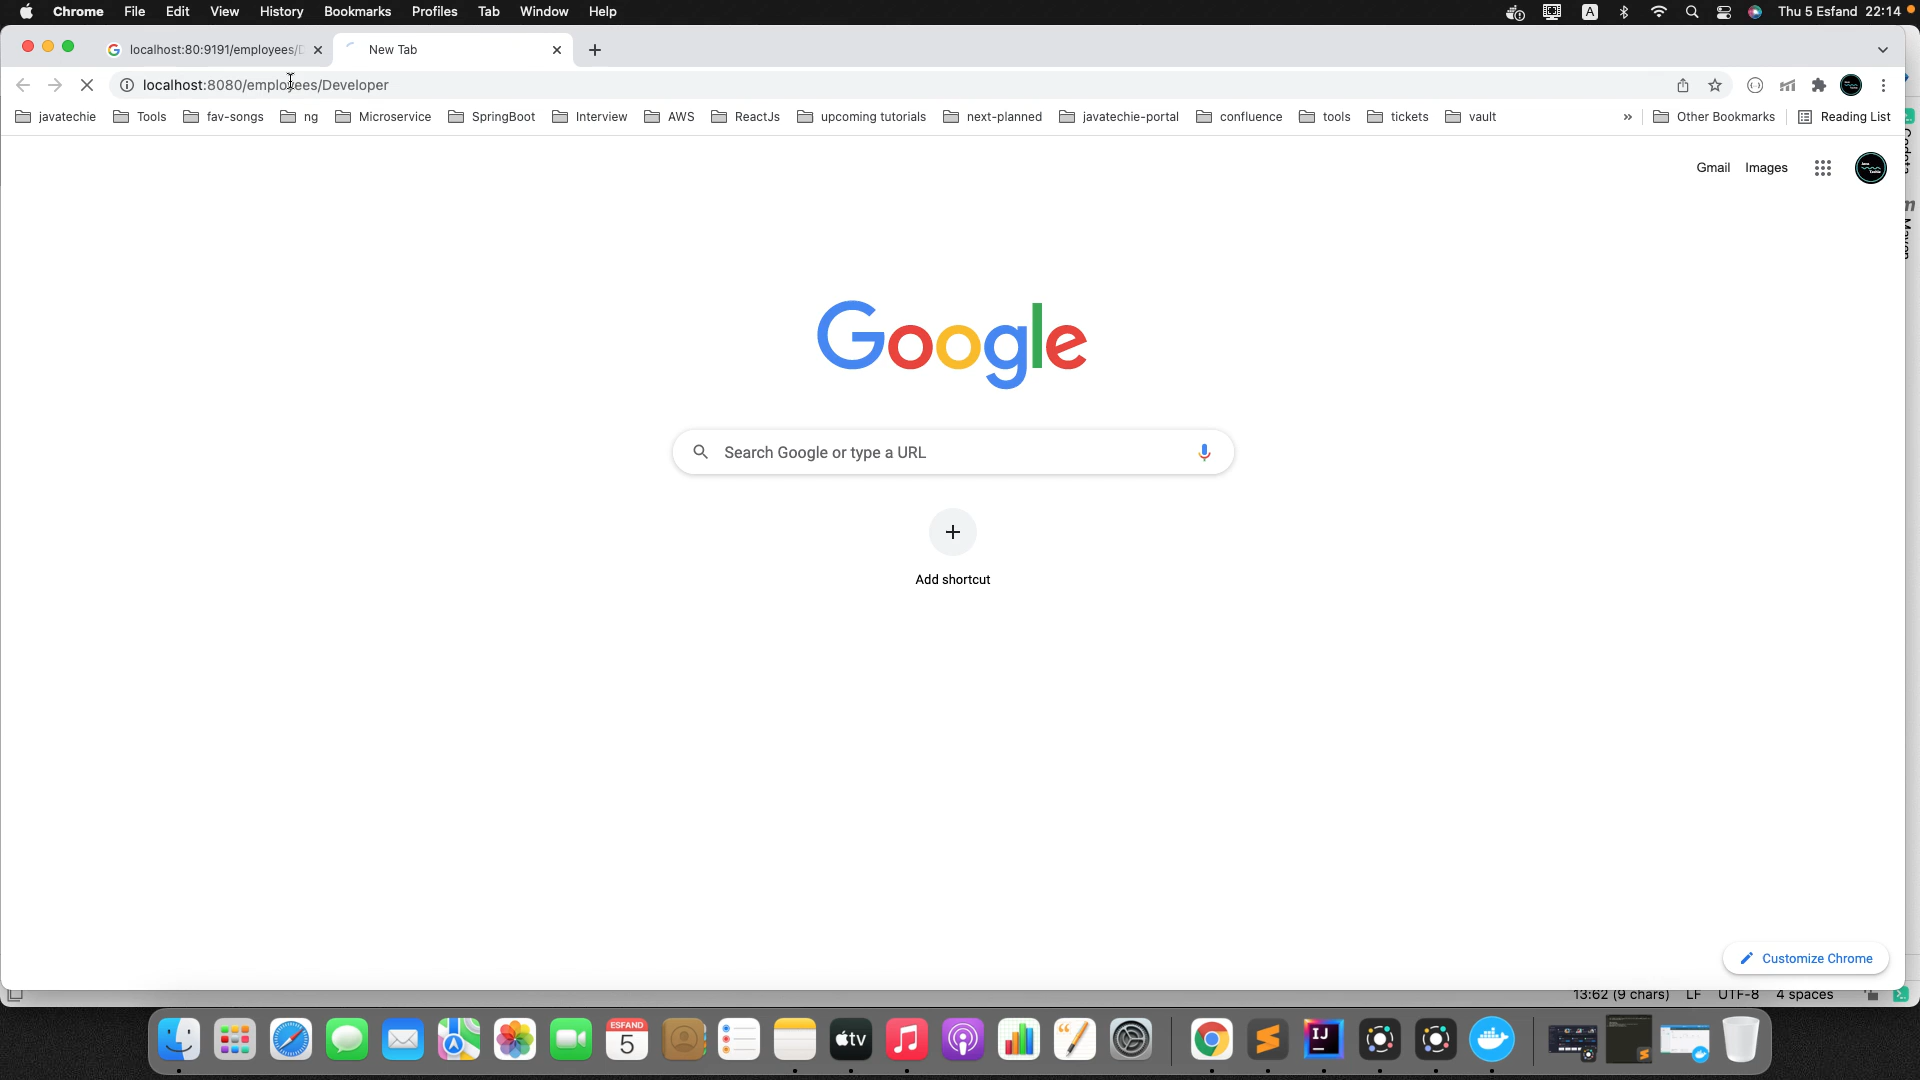 Chrome File Edit View History Bookmarks Profiles Tab Window Help A Thu 5 Esfand 22:14
localhost:80:9191/employees/D New Tab
localhost:8080/employees/Developer
javatechie Tools fav-songs ng Microservice SpringBoot Interview AWS ReactJs upcoming tutorials next-planned javatechie-portal confluence tools tickets vault » Other Bookmarks Reading List
Gmail Images
Google
Search Google or type a URL
Add shortcut
Customize Chrome
13:62 (9 chars) LF UTF-8 4 spaces
ESFAND
5
tv
IJ